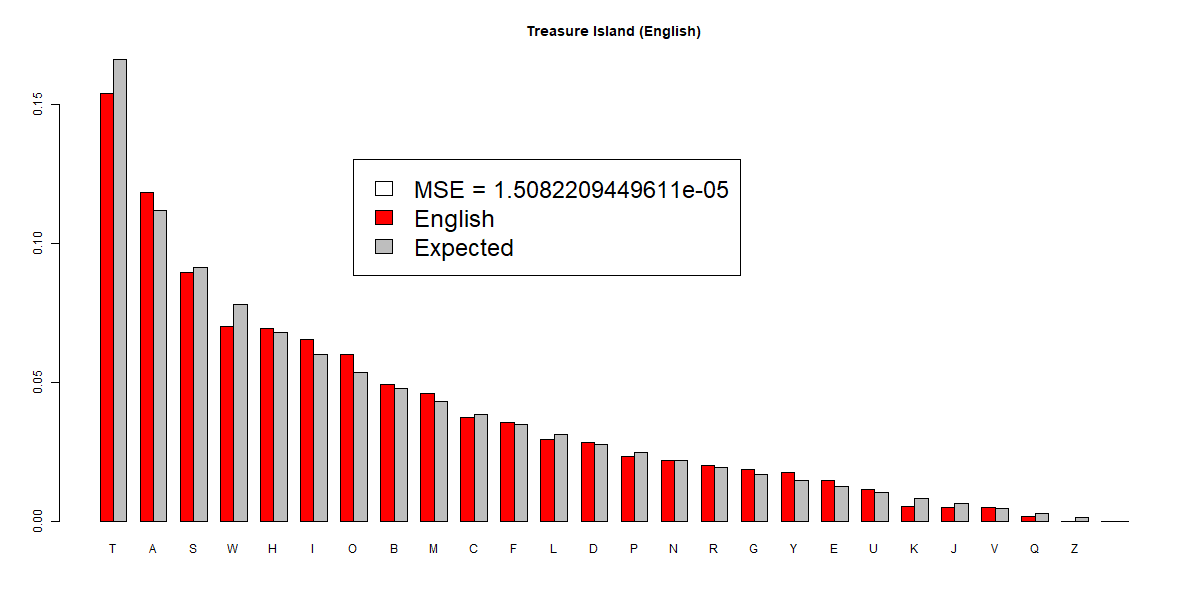 Treasure Island (English)
0.15
0.10
0.05
0.00
MSE = 1.5082209449611e-05
English
Expected
T A S W H I O B M C F L D P N R G Y E U K J V Q Z